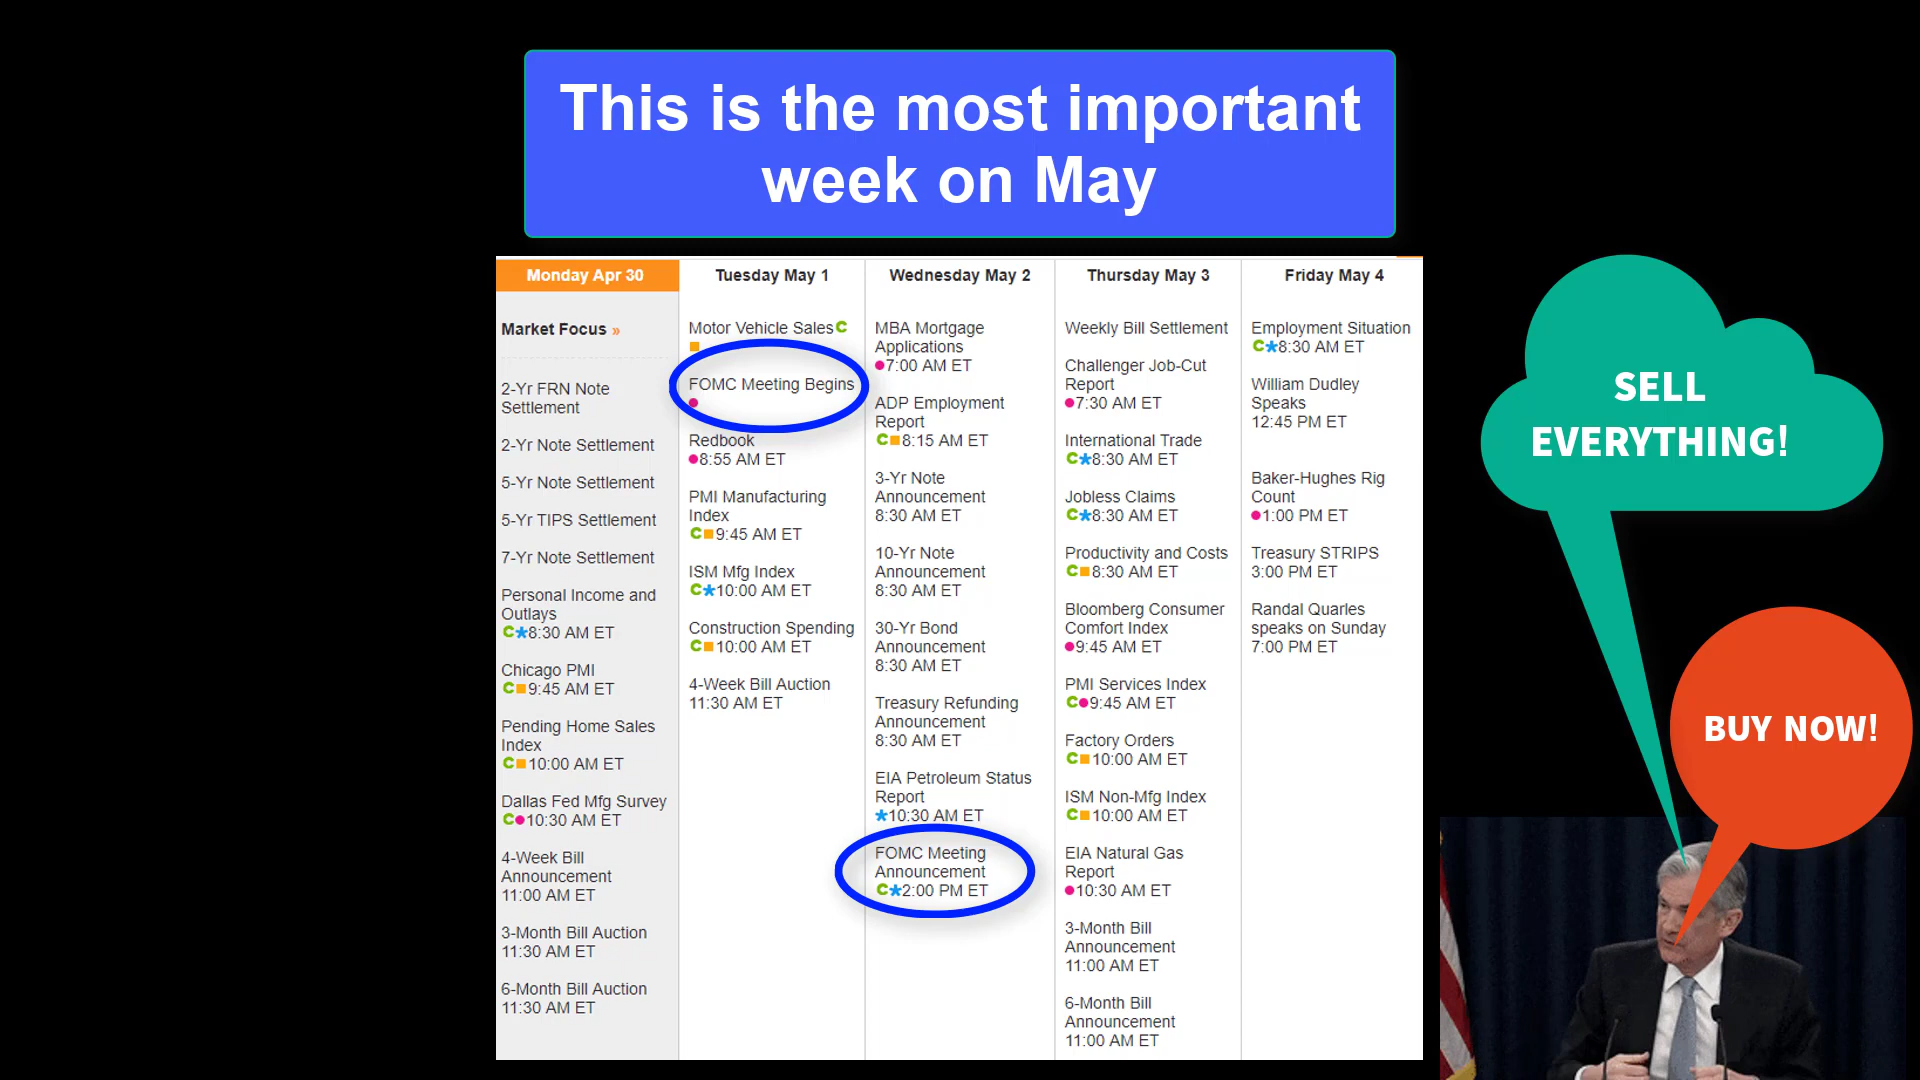 This is the most important
week on May
Monday Apr 30
Market Focus »
2-Yr FRN Note
Settlement
2-Yr Note Settlement
5-Yr Note Settlement
5-Yr TIPS Settlement
7-Yr Note Settlement
Personal Income and
Outlays
C*8:30 AM ET
Chicago PMI
C 9:45 AM ET
Pending Home Sales
Index
C 10:00 AM ET
Dallas Fed Mfg Survey
C 10:30 AM ET
4-Week Bill
Announcement
11:00 AM ET
3-Month Bill Auction
11:30 AM ET
6-Month Bill Auction
11:30 AM ET
Tuesday May 1
Motor Vehicle Sales C
FOMC Meeting Begins
Redbook
8:55 AM ET
PMI Manufacturing
Index
C 9:45 AM ET
ISM Mfg Index
C*10:00 AM ET
Construction Spending
C 10:00 AM ET
4-Week Bill Auction
11:30 AM ET
Wednesday May 2
MBA Mortgage
Applications
7:00 AM ET
ADP Employment
Report
C 8:15 AM ET
3-Yr Note
Announcement
8:30 AM ET
10-Yr Note
Announcement
8:30 AM ET
30-Yr Bond
Announcement
8:30 AM ET
Treasury Refunding
Announcement
8:30 AM ET
EIA Petroleum Status
Report
*10:30 AM ET
FOMC Meeting
Announcement
C*2:00 PM ET
Thursday May 3
Weekly Bill Settlement
Challenger Job-Cut
Report
7:30 AM ET
International Trade
C*8:30 AM ET
Jobless Claims
C*8:30 AM ET
Productivity and Costs
C 8:30 AM ET
Bloomberg Consumer
Comfort Index
9:45 AM ET
PMI Services Index
C 9:45 AM ET
Factory Orders
C 10:00 AM ET
ISM Non-Mfg Index
C 10:00 AM ET
EIA Natural Gas
Report
10:30 AM ET
3-Month Bill
Announcement
11:00 AM ET
6-Month Bill
Announcement
11:00 AM ET
Friday May 4
Employment Situation
C*8:30 AM ET
William Dudley
Speaks
12:45 PM ET
Baker-Hughes Rig
Count
1:00 PM ET
Treasury STRIPS
3:00 PM ET
Randal Quarles
speaks on Sunday
7:00 PM ET
SELL
EVERYTHING!
BUY NOW!